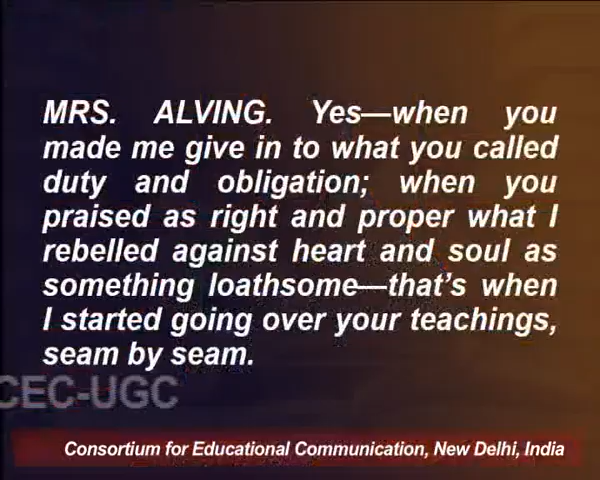 MRS. ALVING. Yes—when you
made me give in to what you called
duty and obligation; when you
praised as right and proper what I
rebelled against heart and soul as
something loathsome—that's when
I started going over your teachings,
seam by seam.
CEC-UGC
Consortium for Educational Communication, New Delhi, India